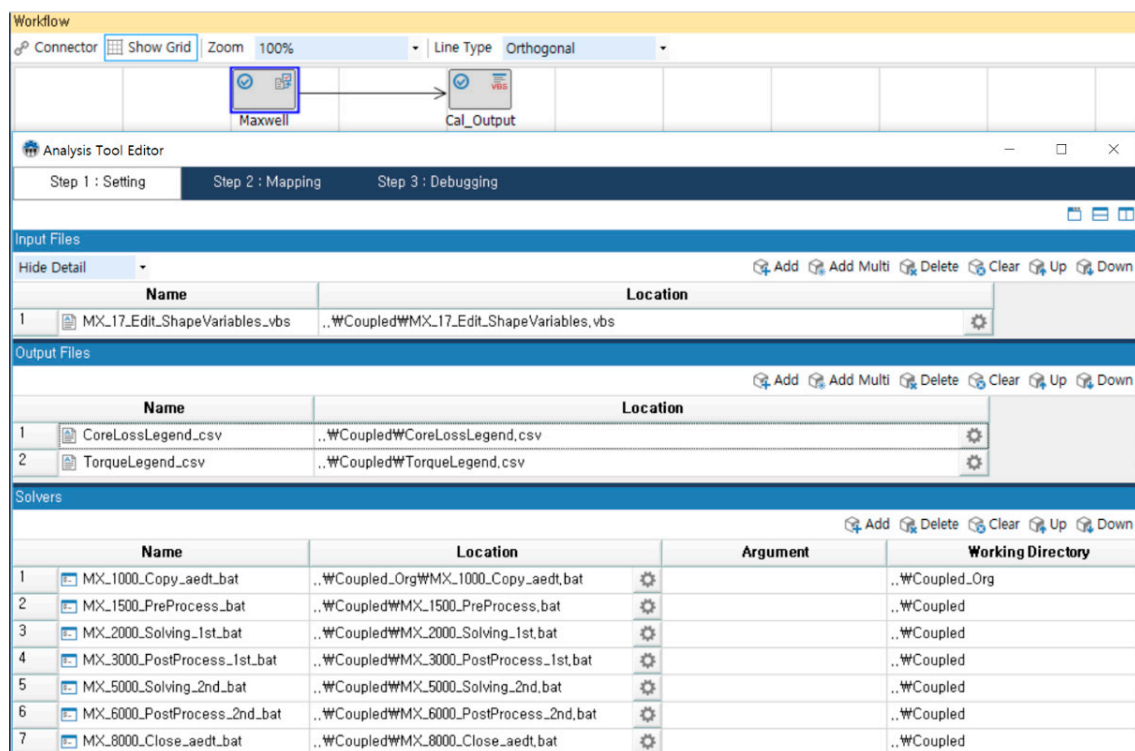 Workflow
Connector Show Grid Zoom 100% Line Type Orthogonal
VBS
Maxwell Cal_Output
Analysis Tool Editor
Step 1 : Setting Step 2 : Mapping Step 3 : Debugging
Input Files
Hide Detail Add Add Multi Delete Clear Up Down
Name Location
1 MX_17_Edit_ShapeVariables_vbs ..₩Coupled₩MX_17_Edit_ShapeVariables.vbs
Output Files
Add Add Multi Delete Clear Up Down
Name Location
1 CoreLossLegend_csv ..₩Coupled₩CoreLossLegend.csv
2 TorqueLegend_csv ..₩Coupled₩TorqueLegend.csv
Solvers
Add Delete Clear Up Down
Name Location Argument Working Directory
1 MX_1000_Copy_aedt_bat ..₩Coupled_Org₩MX_1000_Copy_aedt.bat ..₩Coupled_Org
2 MX_1500_PreProcess_bat ..₩Coupled₩MX_1500_PreProcess.bat ..₩Coupled
3 MX_2000_Solving_1st_bat ..₩Coupled₩MX_2000_Solving_1st.bat ..₩Coupled
4 MX_3000_PostProcess_1st_bat ..₩Coupled₩MX_3000_PostProcess_1st.bat ..₩Coupled
5 MX_5000_Solving_2nd_bat ..₩Coupled₩MX_5000_Solving_2nd.bat ..₩Coupled
6 MX_6000_PostProcess_2nd_bat ..₩Coupled₩MX_6000_PostProcess_2nd.bat ..₩Coupled
7 MX_8000_Close_aedt_bat ..₩Coupled₩MX_8000_Close_aedt.bat ..₩Coupled